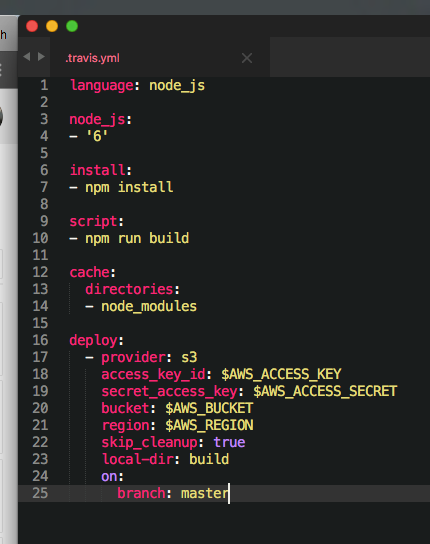 h
.travis.yml
1 language: node_js
2
3 node_js:
4 - '6'
5
6 install:
7 - npm install
8
9 script:
10 - npm run build
11
12 cache:
13   directories:
14   - node_modules
15
16 deploy:
17   - provider: s3
18     access_key_id: $AWS_ACCESS_KEY
19     secret_access_key: $AWS_ACCESS_SECRET
20     bucket: $AWS_BUCKET
21     region: $AWS_REGION
22     skip_cleanup: true
23     local-dir: build
24     on:
25       branch: master